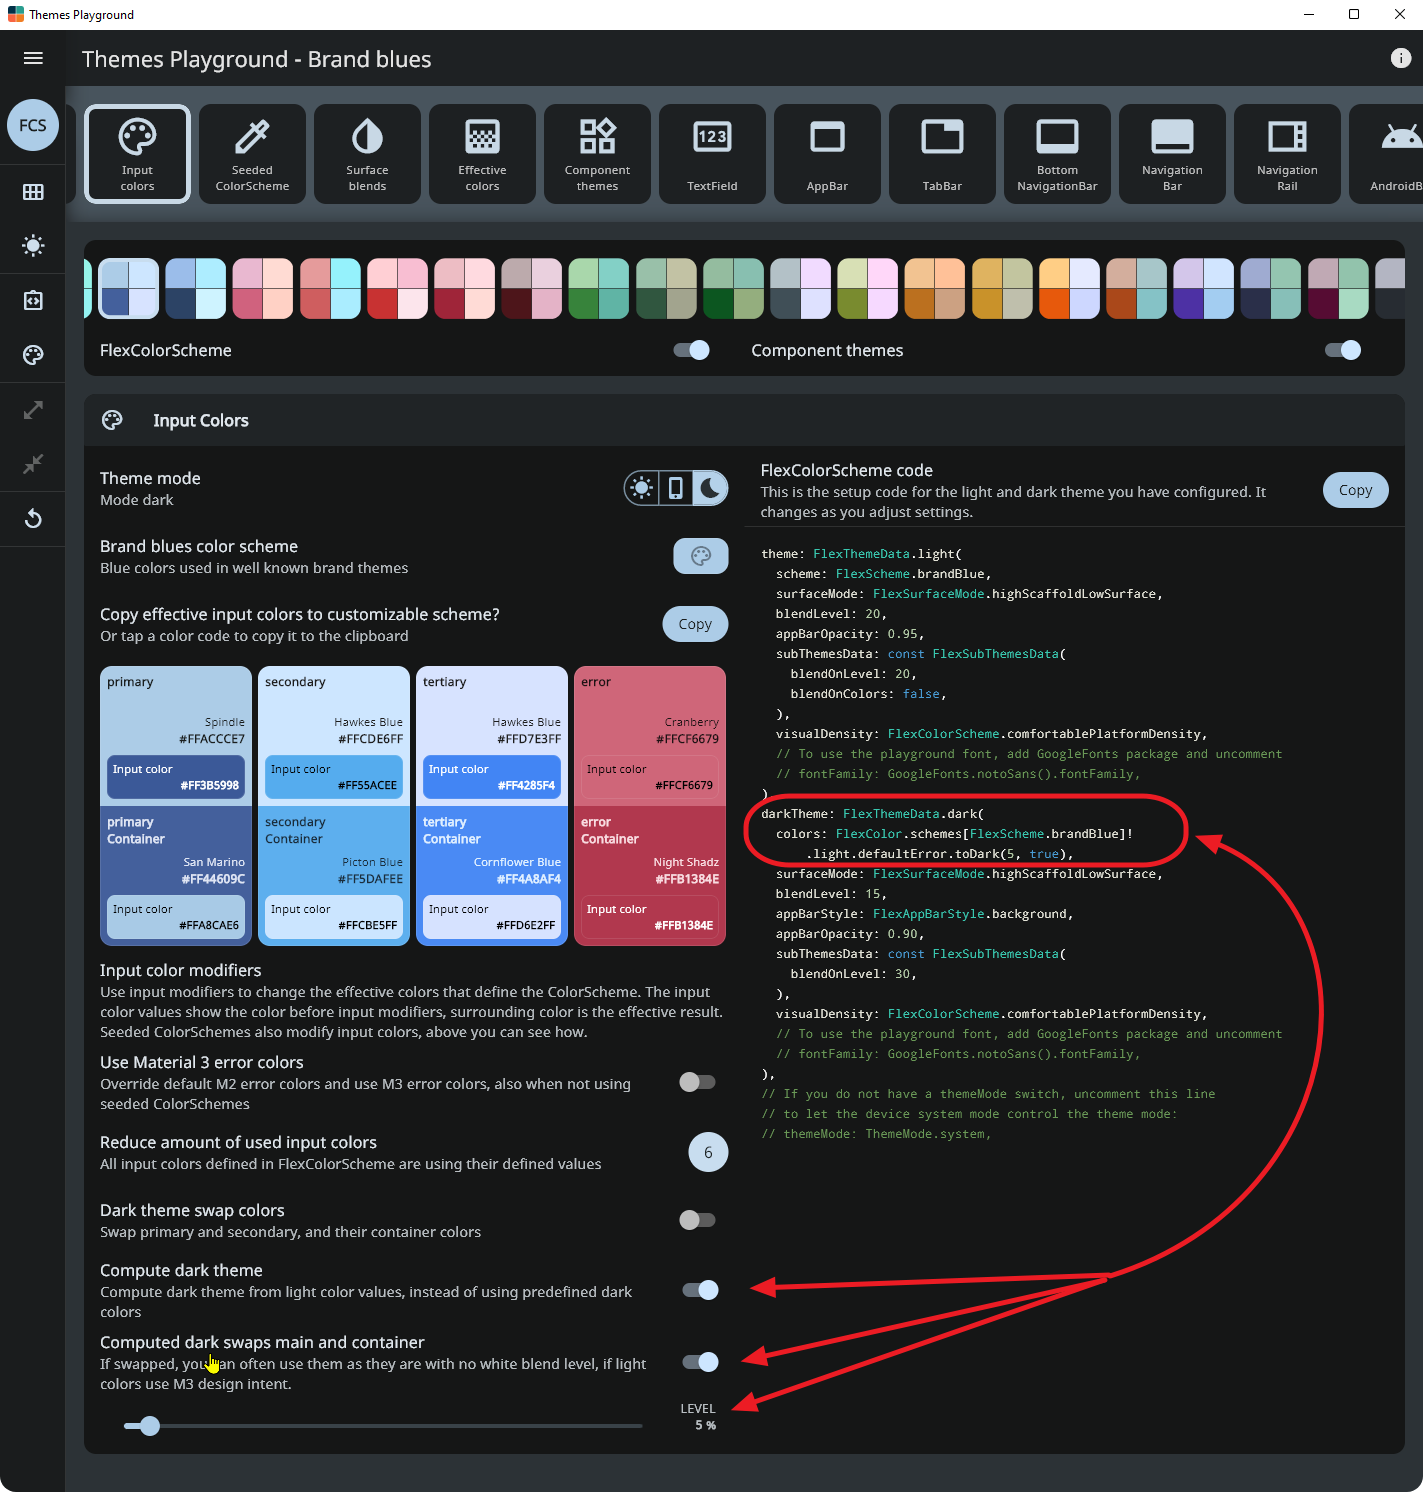 Themes Playground
Themes Playground - Brand blues
FCS
Input
colors
Seeded
ColorScheme
Surface
blends
Effective
colors
Component
themes
123
TextField
AppBar
TabBar
Bottom
NavigationBar
Navigation
Bar
Navigation
Rail
AndroidB
FlexColorScheme
Component themes
Input Colors
Theme mode
Mode dark
Brand blues color scheme
Blue colors used in well known brand themes
Copy effective input colors to customizable scheme?
Or tap a color code to copy it to the clipboard
Copy
primary
Spindle
#FFACCCE7
Input color
#FF3B5998
secondary
Hawkes Blue
#FFCDE6FF
Input color
#FF55ACEE
tertiary
Hawkes Blue
#FFD7E3FF
Input color
#FF4285F4
error
Cranberry
#FFCF6679
Input color
#FFCF6679
primary
Container
San Marino
#FF44609C
Input color
#FFA8CAE6
secondary
Container
Picton Blue
#FF5DAFEE
Input color
#FFCBE5FF
tertiary
Container
Cornflower Blue
#FF4A8AF4
Input color
#FFD6E2FF
error
Container
Night Shadz
#FFB1384E
Input color
#FFB1384E
Input color modifiers
Use input modifiers to change the effective colors that define the ColorScheme. The input
color values show the color before input modifiers, surrounding color is the effective result.
Seeded ColorSchemes also modify input colors, above you can see how.
Use Material 3 error colors
Override default M2 error colors and use M3 error colors, also when not using
seeded ColorSchemes
Reduce amount of used input colors
All input colors defined in FlexColorScheme are using their defined values
6
Dark theme swap colors
Swap primary and secondary, and their container colors
Compute dark theme
Compute dark theme from light color values, instead of using predefined dark
colors
Computed dark swaps main and container
If swapped, you can often use them as they are with no white blend level, if light
colors use M3 design intent.
LEVEL
5 %
FlexColorScheme code
This is the setup code for the light and dark theme you have configured. It
changes as you adjust settings.
Copy
theme: FlexThemeData.light(
scheme: FlexScheme.brandBlue,
surfaceMode: FlexSurfaceMode.highScaffoldLowSurface,
blendLevel: 20,
appBarOpacity: 0.95,
subThemesData: const FlexSubThemesData(
blendOnLevel: 20,
blendOnColors: false,
),
visualDensity: FlexColorScheme.comfortablePlatformDensity,
// To use the playground font, add GoogleFonts package and uncomment
// fontFamily: GoogleFonts.notoSans().fontFamily,
)
darkTheme: FlexThemeData.dark(
colors: FlexColor.schemes[FlexScheme.brandBlue]!
.light.defaultError.toDark(5, true),
surfaceMode: FlexSurfaceMode.highScaffoldLowSurface,
blendLevel: 15,
appBarStyle: FlexAppBarStyle.background,
appBarOpacity: 0.90,
subThemesData: const FlexSubThemesData(
blendOnLevel: 30,
),
visualDensity: FlexColorScheme.comfortablePlatformDensity,
// To use the playground font, add GoogleFonts package and uncomment
// fontFamily: GoogleFonts.notoSans().fontFamily,
),
// If you do not have a themeMode switch, uncomment this line
// to let the device system mode control the theme mode:
// themeMode: ThemeMode.system,